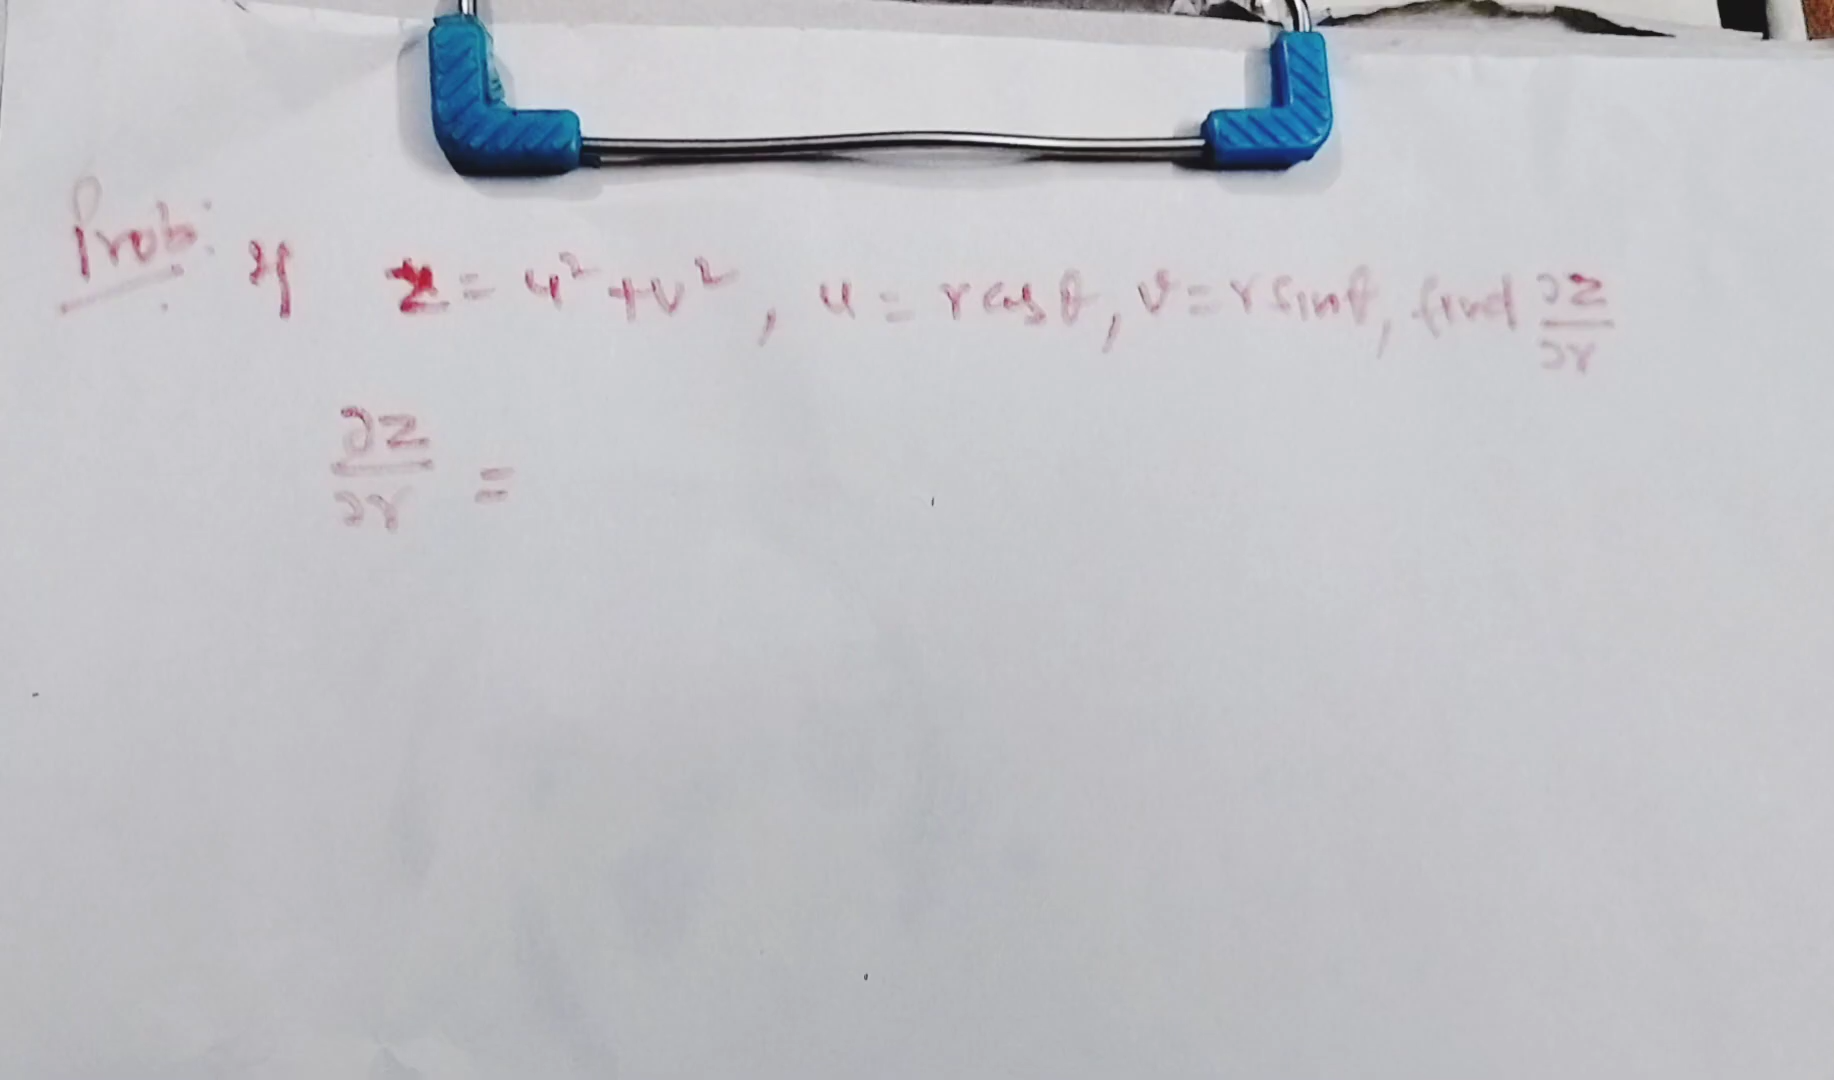 Prob: If z = u² + v², u = r cos θ, v = r sin θ, find ∂z/∂r
∂z/∂r =